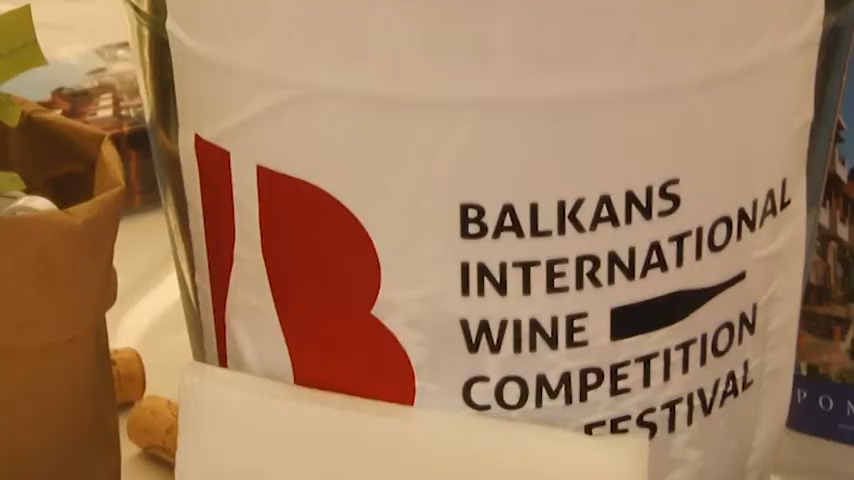 BALKANS
INTERNATIONAL
WINE
COMPETITION
FESTIVAL